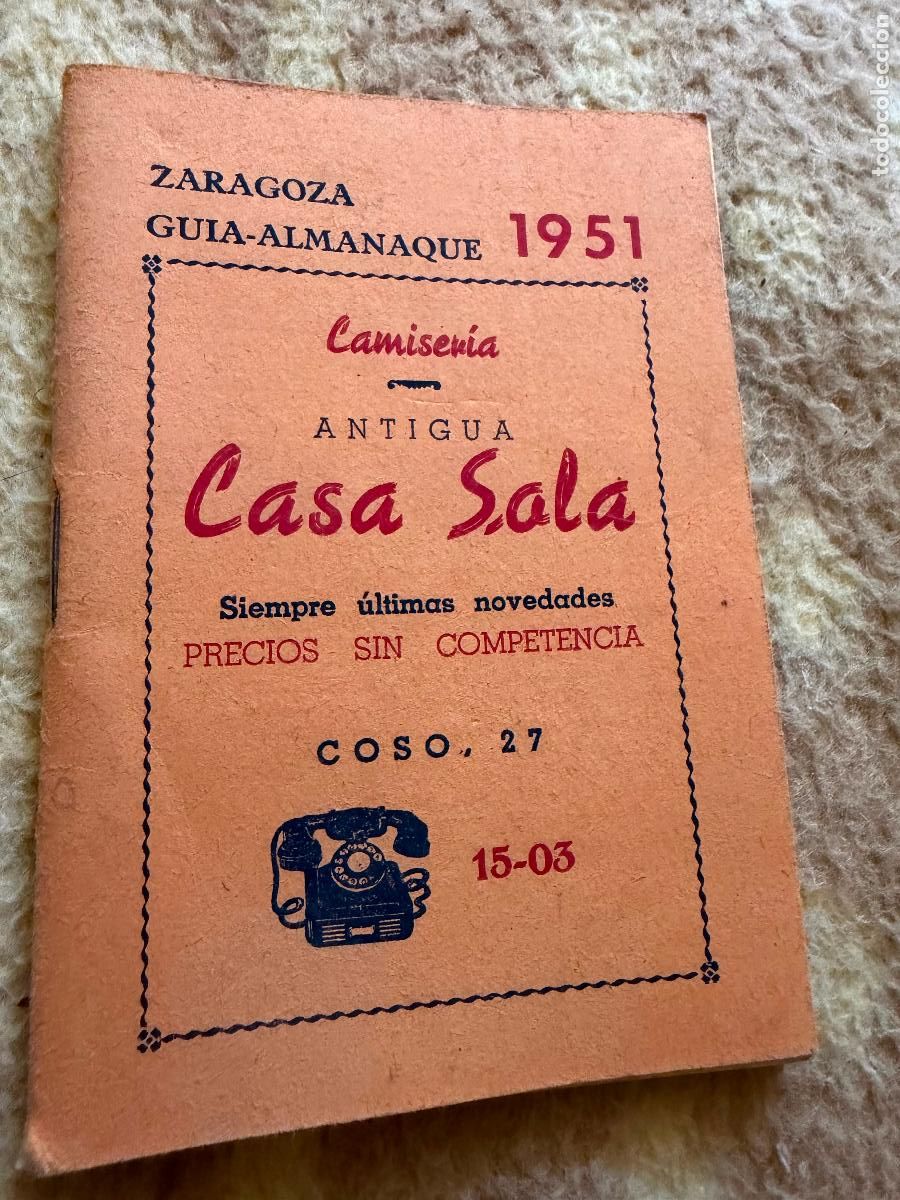 ZARAGOZA
GUIA-ALMANAQUE 1951
Camisería
ANTIGUA
Casa Sola
Siempre últimas novedades
PRECIOS SIN COMPETENCIA
COSO, 27
15-03
todocoleccion